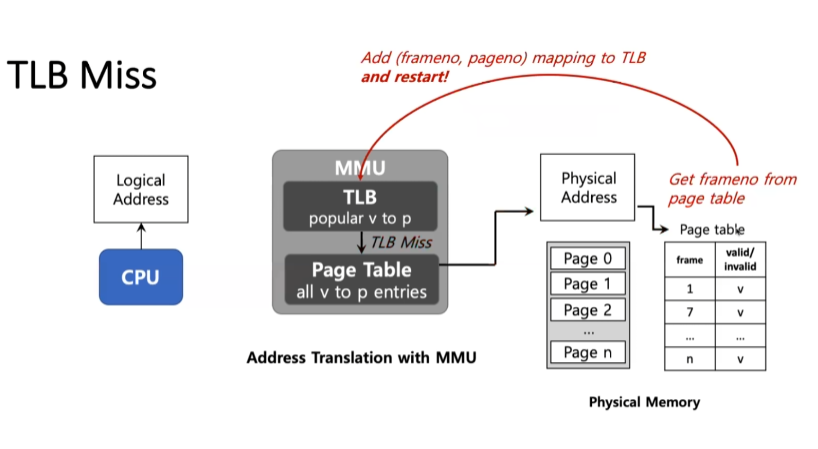 Add (frameno, pageno) mapping to TLB
and restart!
TLB Miss
Logical
Address
CPU
MMU
TLB
popular v to p
TLB Miss
Page Table
all v to p entries
Address Translation with MMU
Physical
Address
Get frameno from
page table
Page table
Page 0
Page 1
Page 2
...
Page n
frame valid/
invalid
1 v
7 v
... ...
n v
Physical Memory